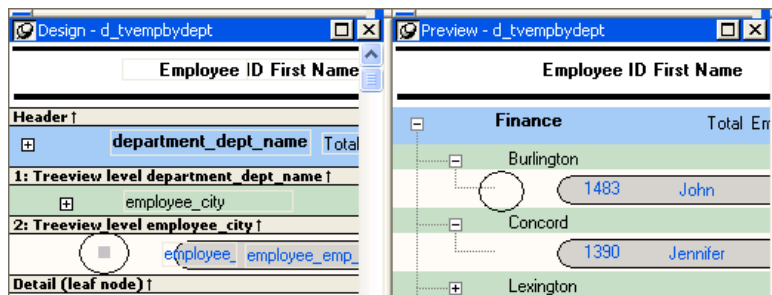 Design - d_tvempbydept
Employee ID First Name
Header ↑
department_dept_name Total
1: Treeview level department_dept_name ↑
employee_city
2: Treeview level employee_city ↑
employee_ employee_emp_
Detail (leaf node) ↑
Preview - d_tvempbydept
Employee ID First Name
Finance Total Em
Burlington
1483 John
Concord
1390 Jennifer
Lexington